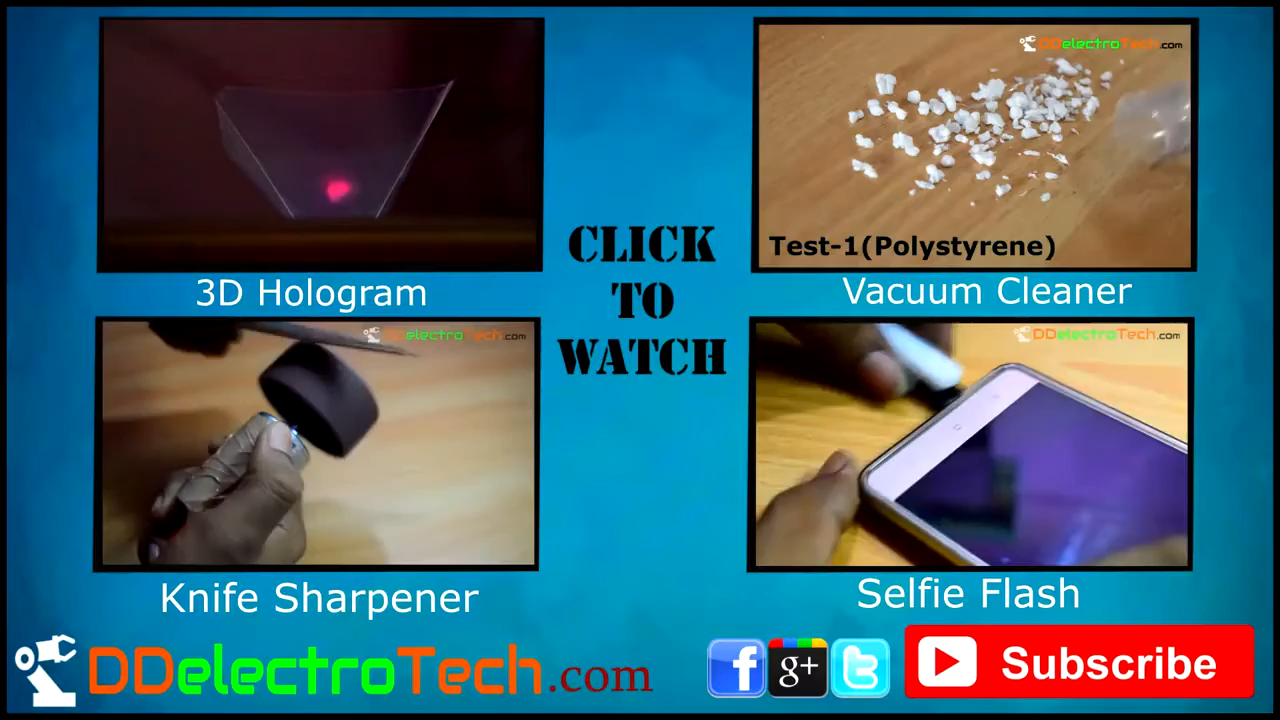 DDelectroTech.com
Test-1(Polystyrene)
3D Hologram
Vacuum Cleaner
CLICK
TO
WATCH
DDelectroTech.com
DDelectroTech.com
Knife Sharpener
Selfie Flash
DDelectroTech.com
f
g+
t
Subscribe